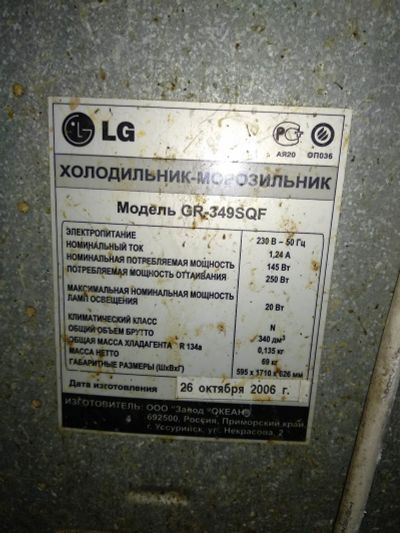 LG
АЯ20 ОП036
ХОЛОДИЛЬНИК-МОРОЗИЛЬНИК
Модель GR-349SQF
ЭЛЕКТРОПИТАНИЕ 230 В – 50 Гц
НОМИНАЛЬНЫЙ ТОК 1,24 А
НОМИНАЛЬНАЯ ПОТРЕБЛЯЕМАЯ МОЩНОСТЬ 145 Вт
ПОТРЕБЛЯЕМАЯ МОЩНОСТЬ ОТТАИВАНИЯ 250 Вт
МАКСИМАЛЬНАЯ НОМИНАЛЬНАЯ МОЩНОСТЬ
ЛАМП ОСВЕЩЕНИЯ 20 Вт
КЛИМАТИЧЕСКИЙ КЛАСС N
ОБЩИЙ ОБЪЕМ БРУТТО 340 дм³
ОБЩАЯ МАССА ХЛАДАГЕНТА R 134a 0,135 кг
МАССА НЕТТО 69 кг
ГАБАРИТНЫЕ РАЗМЕРЫ (ШхВхГ) 595 х 1710 х 626 мм
Дата изготовления 26 октября 2006 г.
ИЗГОТОВИТЕЛЬ: ООО "Завод "ОКЕАН"
692500, Россия, Приморский край,
г. Уссурийск, ул. Некрасова, 2